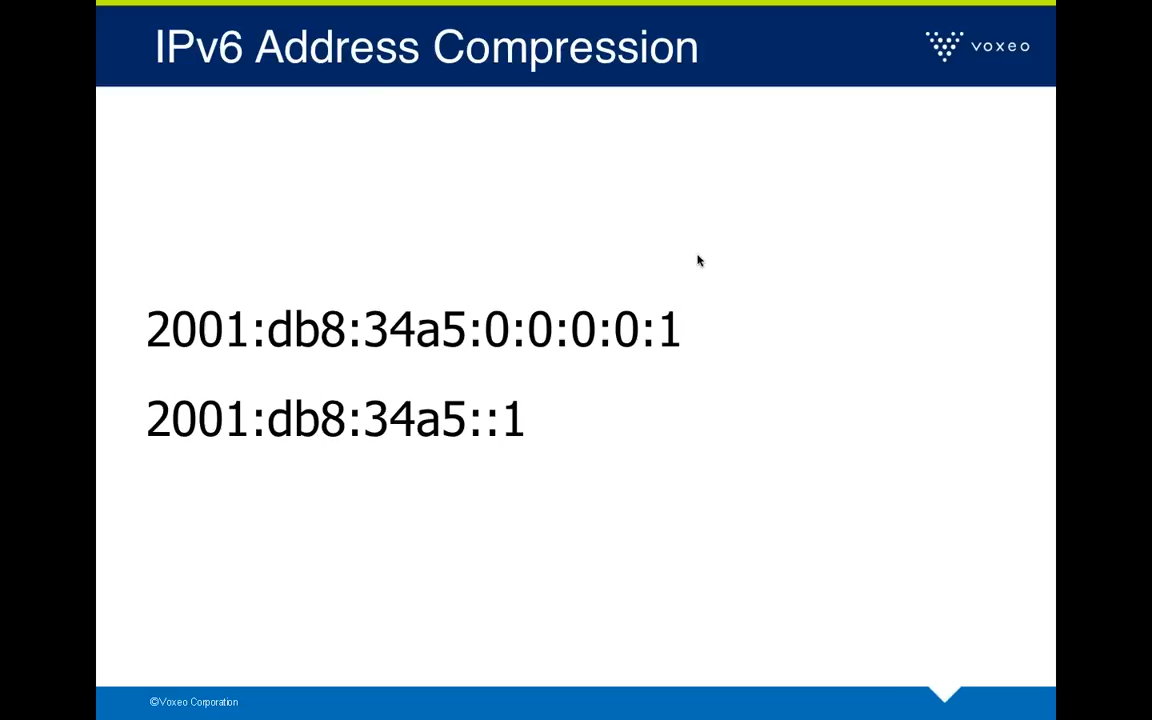 IPv6 Address Compression
voxeo
2001:db8:34a5:0:0:0:0:1
2001:db8:34a5::1
©Voxeo Corporation